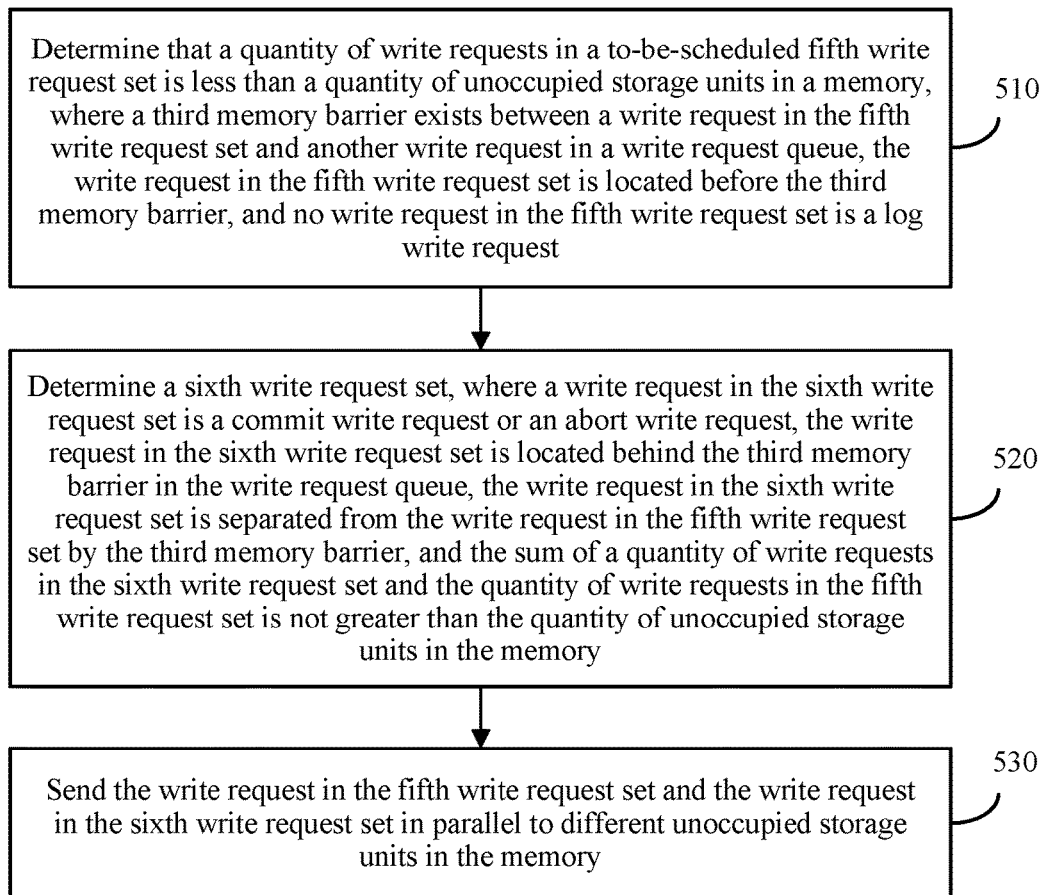 Determine that a quantity of write requests in a to-be-scheduled fifth write
request set is less than a quantity of unoccupied storage units in a memory,
where a third memory barrier exists between a write request in the fifth
write request set and another write request in a write request queue, the
write request in the fifth write request set is located before the third
memory barrier, and no write request in the fifth write request set is a log
write request
510
Determine a sixth write request set, where a write request in the sixth write
request set is a commit write request or an abort write request, the write
request in the sixth write request set is located behind the third memory
barrier in the write request queue, the write request in the sixth write
request set is separated from the write request in the fifth write request
set by the third memory barrier, and the sum of a quantity of write requests
in the sixth write request set and the quantity of write requests in the fifth
write request set is not greater than the quantity of unoccupied storage
units in the memory
520
Send the write request in the fifth write request set and the write request
in the sixth write request set in parallel to different unoccupied storage
units in the memory
530